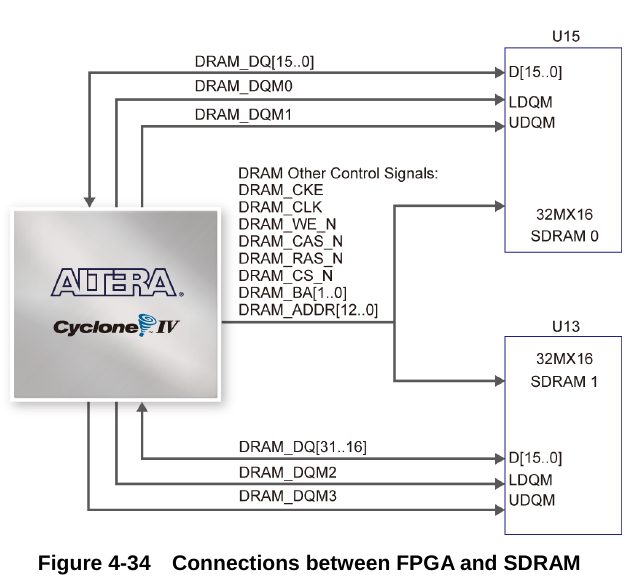 U15
DRAM_DQ[15..0]
D[15..0]
DRAM_DQM0
LDQM
DRAM_DQM1
UDQM
DRAM Other Control Signals:
DRAM_CKE
DRAM_CLK
DRAM_WE_N
DRAM_CAS_N
DRAM_RAS_N
DRAM_CS_N
DRAM_BA[1..0]
DRAM_ADDR[12..0]
32MX16
SDRAM 0
ALTERA®
Cyclone IV
U13
32MX16
SDRAM 1
DRAM_DQ[31..16]
D[15..0]
DRAM_DQM2
LDQM
DRAM_DQM3
UDQM
Figure 4-34 Connections between FPGA and SDRAM